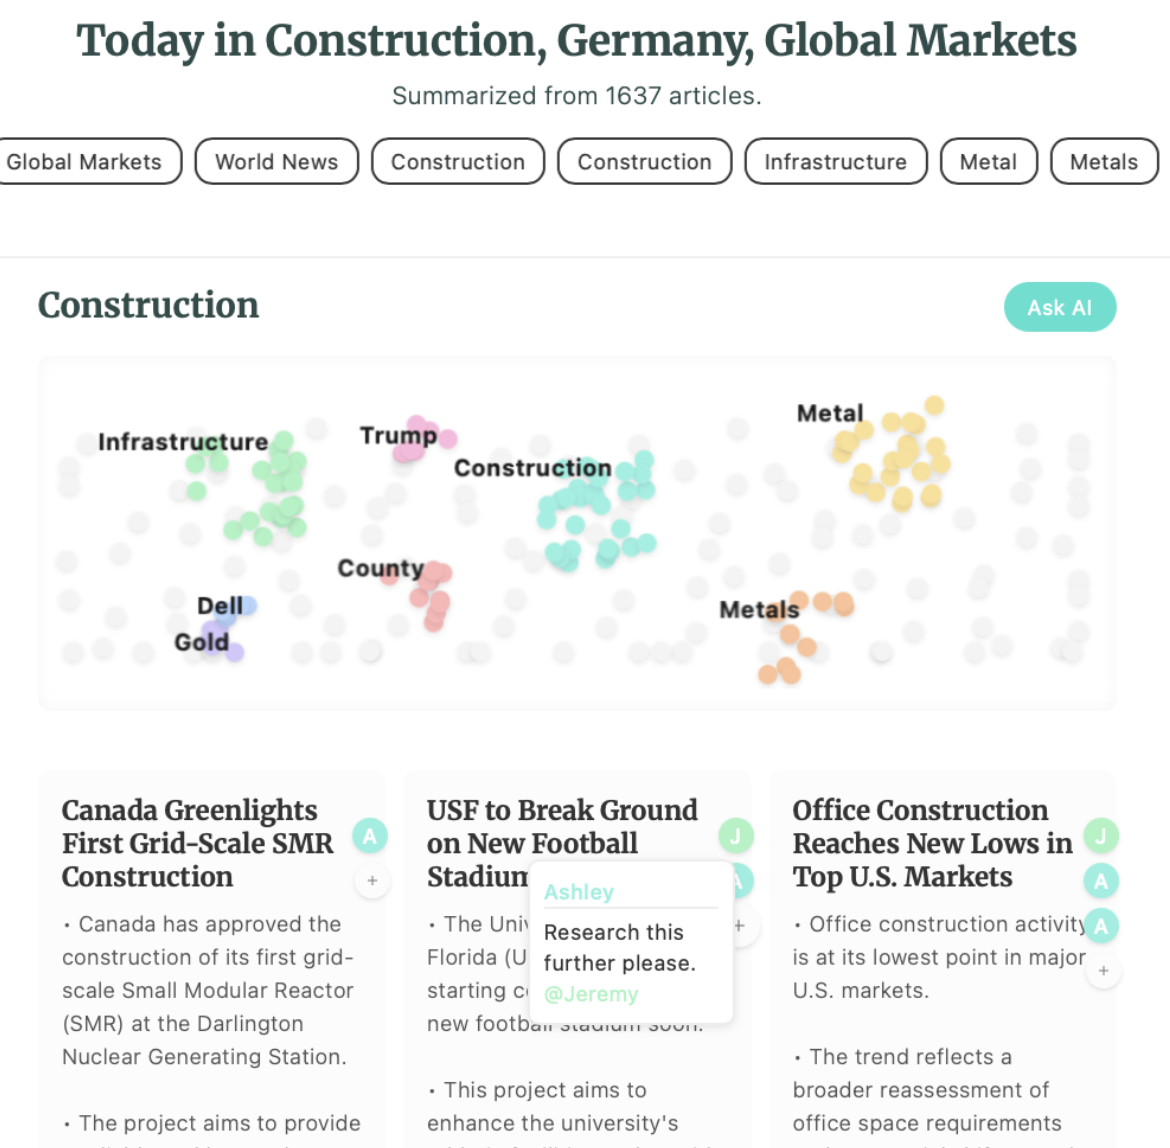 Today in Construction, Germany, Global Markets
Summarized from 1637 articles.
Global Markets
World News
Construction
Construction
Infrastructure
Metal
Metals
Construction
Ask AI
Infrastructure
Trump
Construction
Metal
County
Dell
Gold
Metals
Canada Greenlights
First Grid-Scale SMR
Construction
A
+
• Canada has approved the
construction of its first grid-
scale Small Modular Reactor
(SMR) at the Darlington
Nuclear Generating Station.
• The project aims to provide
USF to Break Ground
on New Football
Stadium
J
A
+
Ashley
Research this
further please.
@Jeremy
• The Univ
Florida (U
starting c
new football stadium soon.
• This project aims to
enhance the university's
Office Construction
Reaches New Lows in
Top U.S. Markets
J
A
A
+
• Office construction activity
is at its lowest point in major
U.S. markets.
• The trend reflects a
broader reassessment of
office space requirements